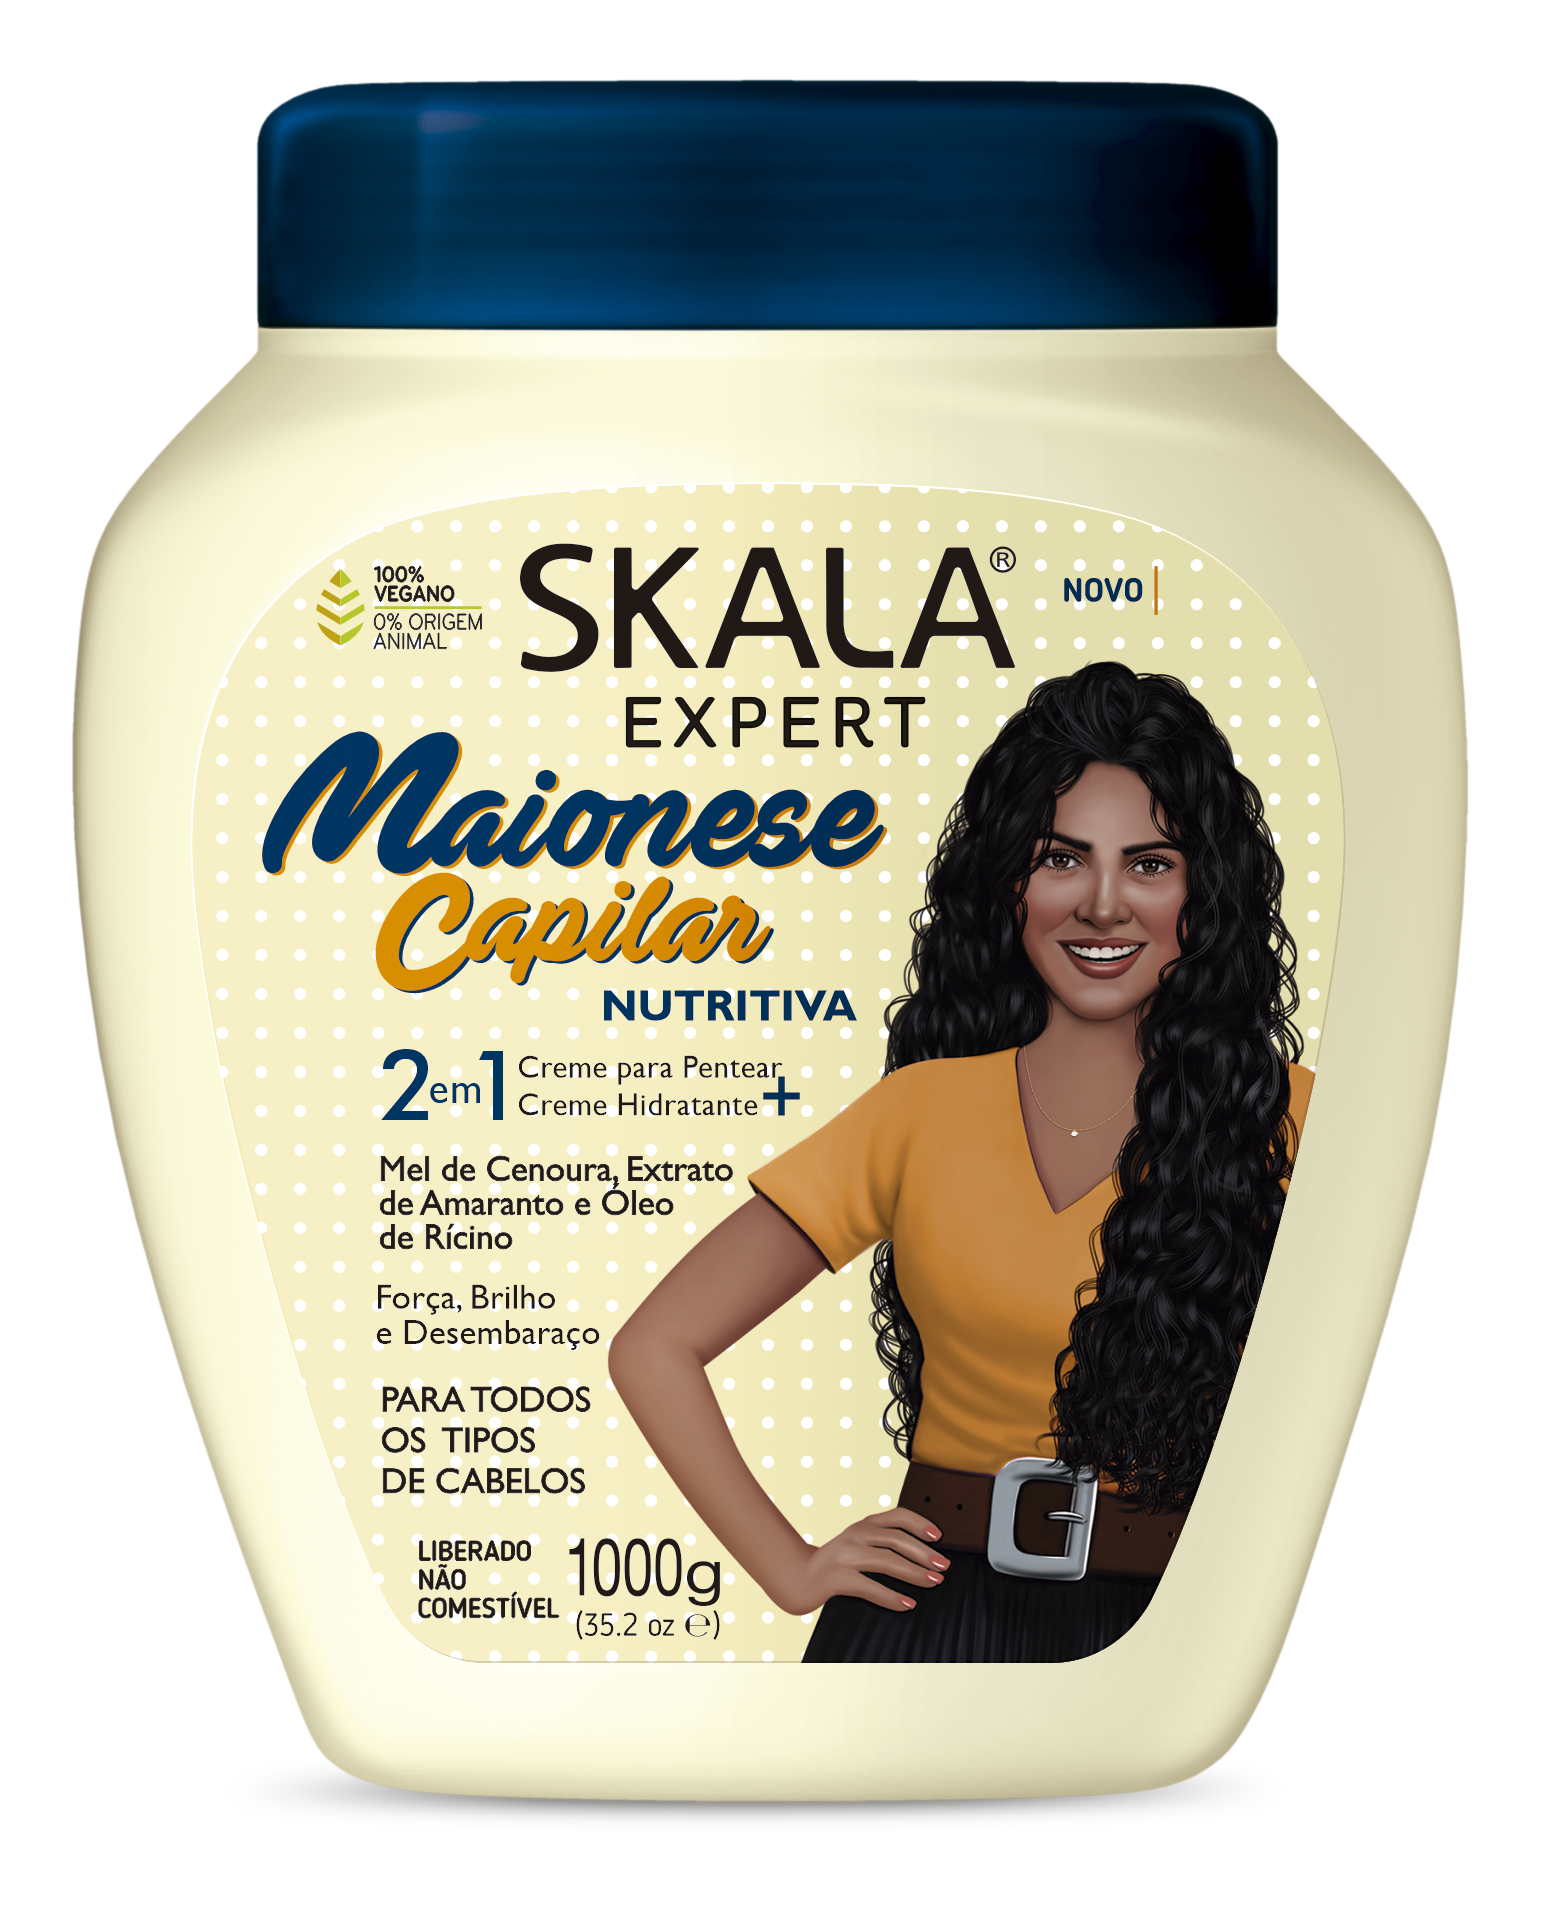 100%
VEGANO
0% ORIGEM
ANIMAL
SKALA®
EXPERT
NOVO
Maionese
Capilar
NUTRITIVA
2em1 Creme para Pentear
Creme Hidratante +
Mel de Cenoura, Extrato
de Amaranto e Óleo
de Rícino
Força, Brilho
e Desembaraço
PARA TODOS
OS TIPOS
DE CABELOS
LIBERADO
NÃO
COMESTÍVEL
1000g
(35.2 oz ℮)